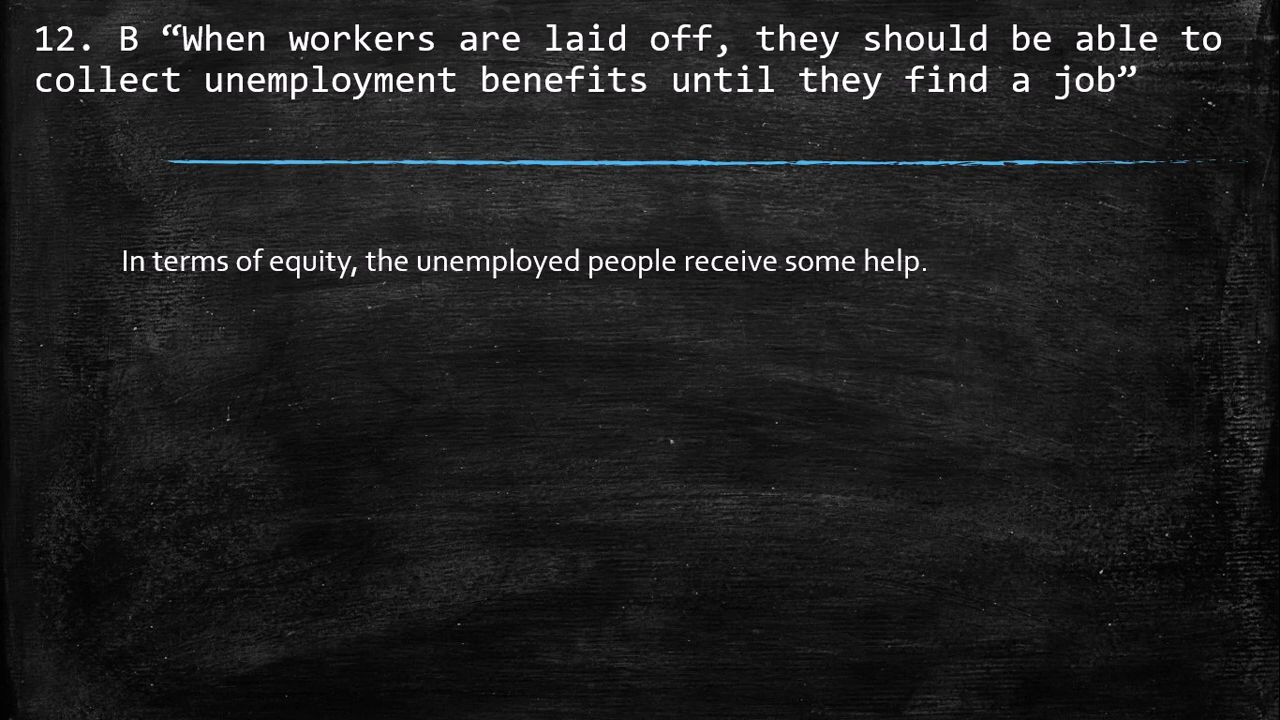 12. B “When workers are laid off, they should be able to
collect unemployment benefits until they find a job”
In terms of equity, the unemployed people receive some help.